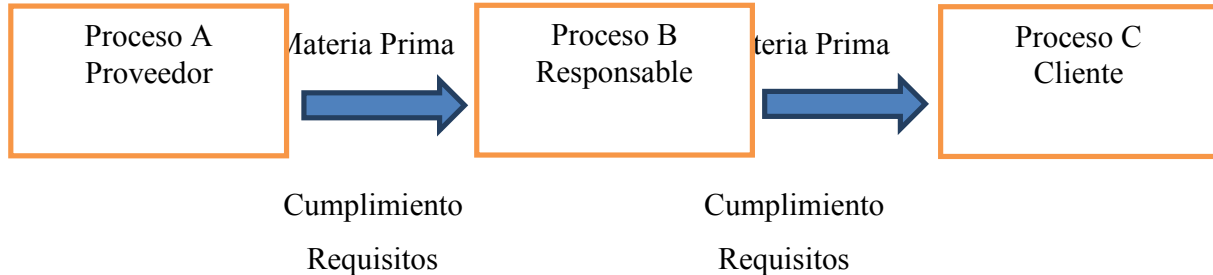 Proceso A
Proveedor
Materia Prima
Proceso B
Responsable
teria Prima
Proceso C
Cliente
Cumplimiento
Requisitos
Cumplimiento
Requisitos